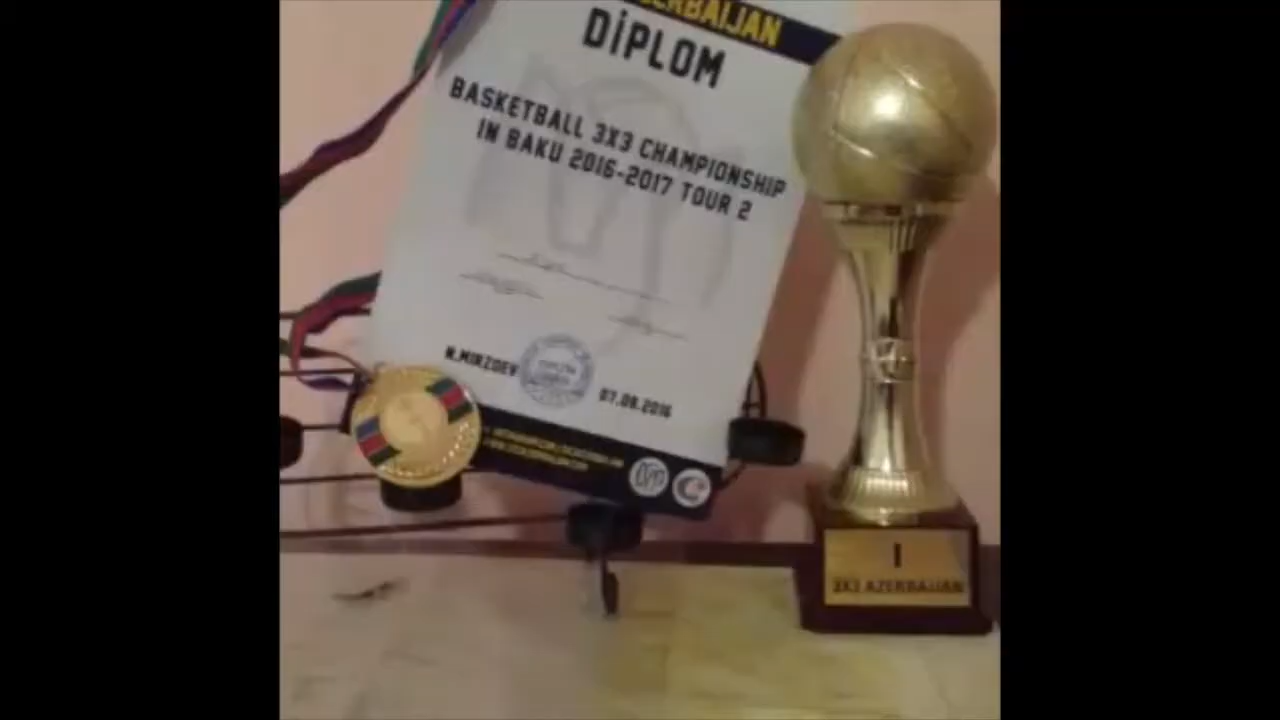 AZERBAIJAN
DİPLOM
BASKETBALL 3X3 CHAMPIONSHIP
IN BAKU 2016-2017 TOUR 2
N.MIRZOEV
07.08.2016
I
3X3 AZERBAIJAN